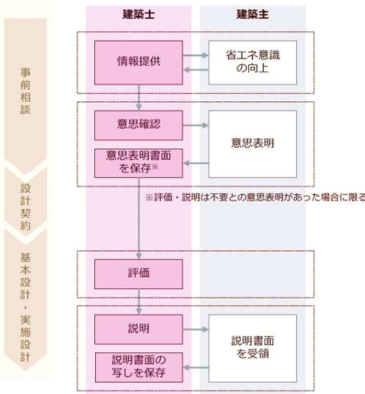 建築士
建築主
事前相談
情報提供
省エネ意識
の向上
意思確認
意思表明
意思表明書面
を保存※
※評価・説明は不要との意思表明があった場合に限る
設計契約
基本設計・実施設計
評価
説明
説明書面
を受領
説明書面の
写しを保存